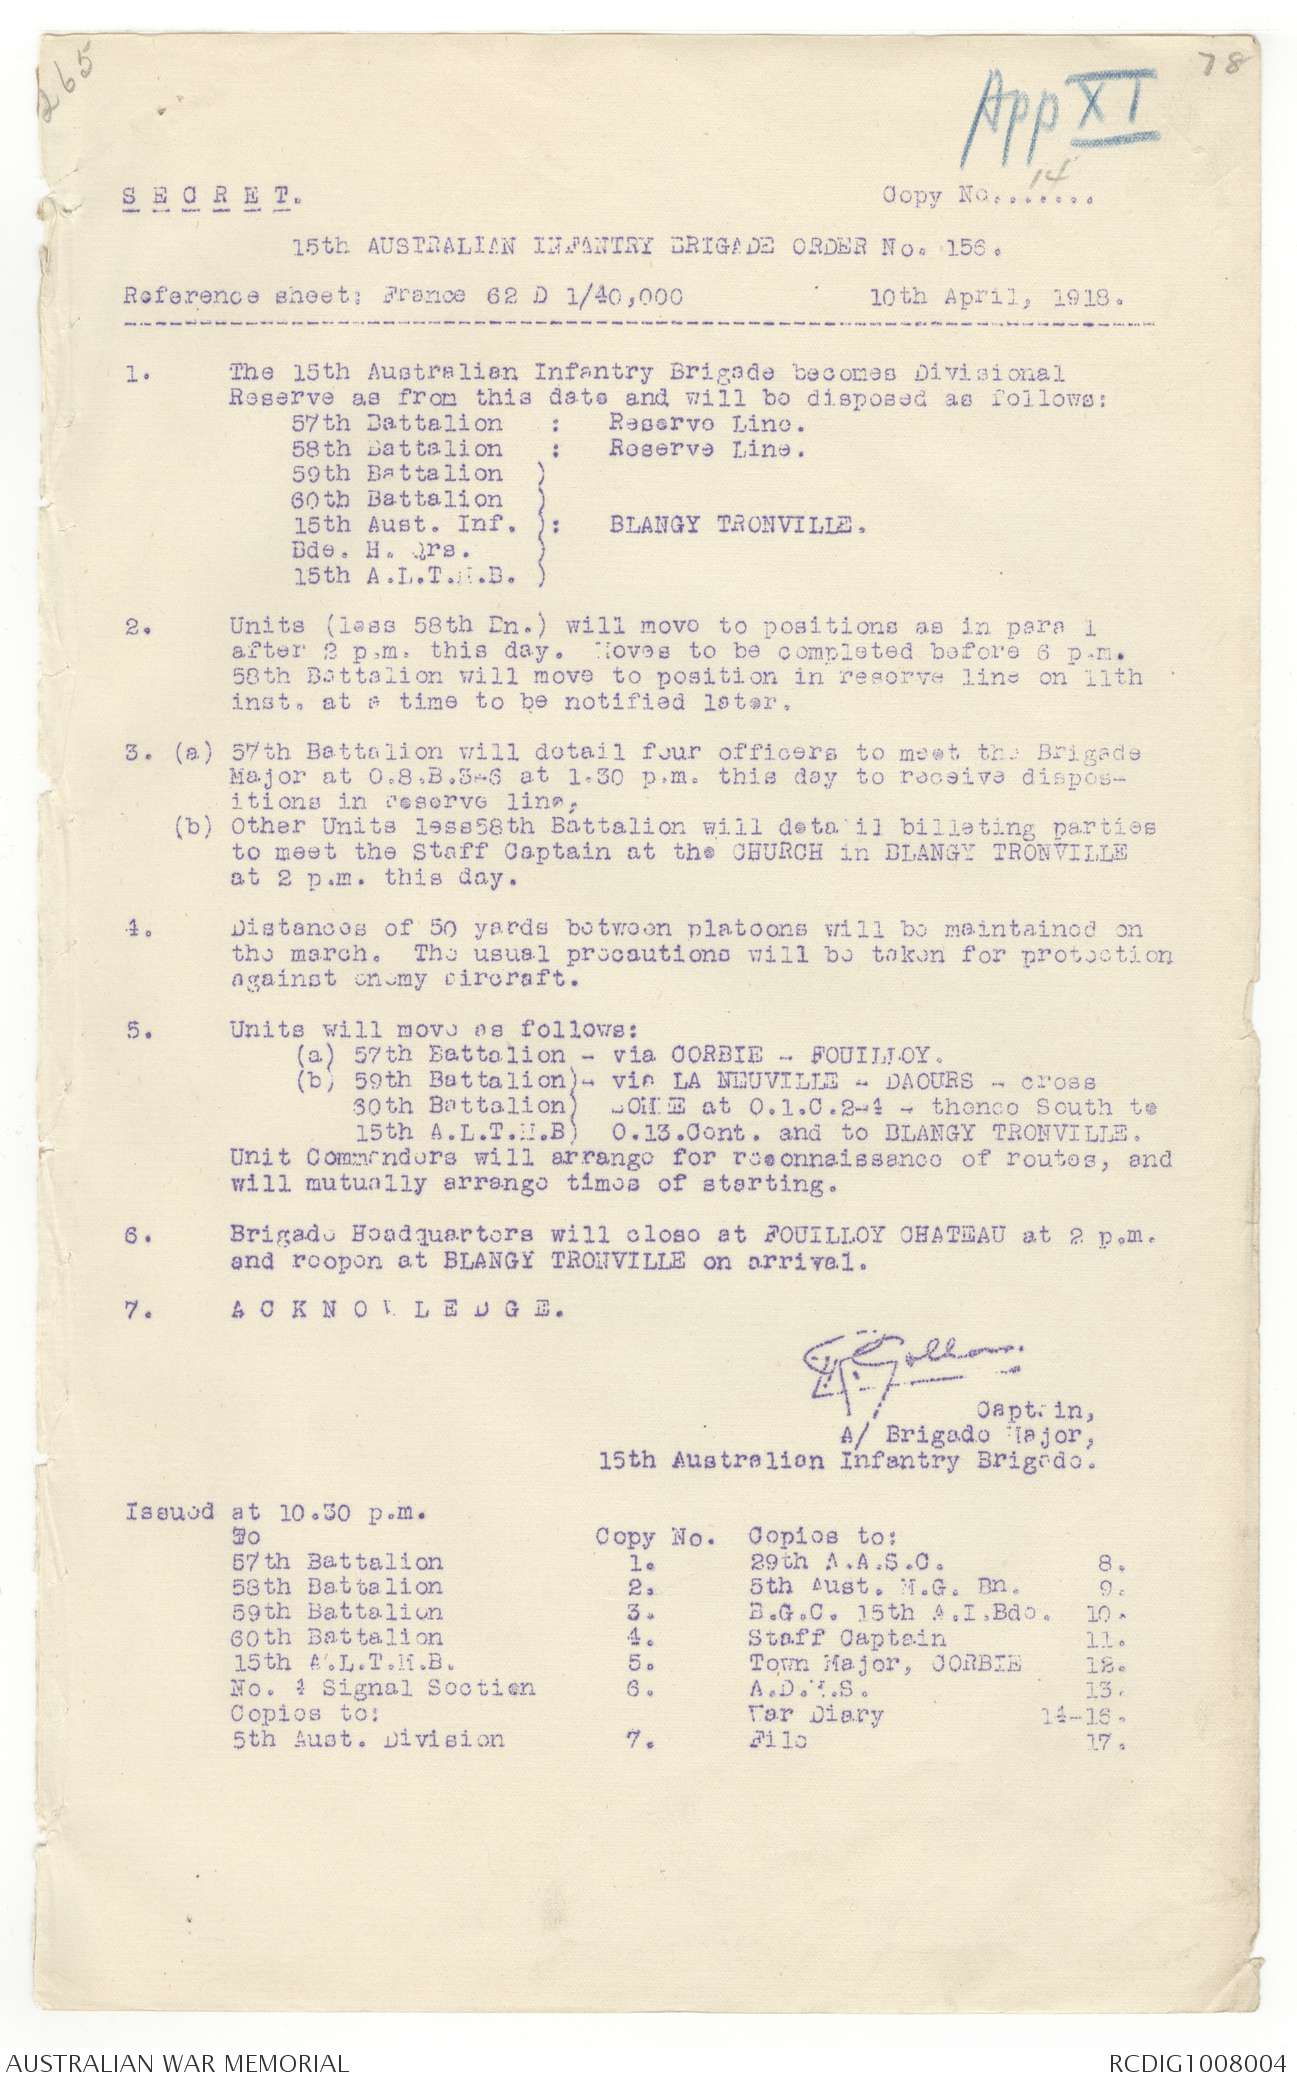 265
78
App XI
S E C R E T.
Copy No. 14
15th AUSTRALIAN INFANTRY BRIGADE ORDER No. 156.
Reference sheet: France 62 D 1/40,000 10th April, 1918.
1. The 15th Australian Infantry Brigade becomes Divisional
Reserve as from this date and will be disposed as follows:
57th Battalion : Reserve Line.
58th Battalion : Reserve Line.
59th Battalion )
60th Battalion )
15th Aust. Inf. ): BLANGY TRONVILLE.
Bde. H. Qrs. )
15th A.L.T.M.B. )
2. Units (less 58th Bn.) will move to positions as in para 1
after 2 p.m. this day. Moves to be completed before 6 p.m.
58th Battalion will move to position in reserve line on 11th
inst. at a time to be notified later.
3. (a) 57th Battalion will detail four officers to meet the Brigade
Major at O.8.B.3-6 at 1.30 p.m. this day to receive dispos-
itions in reserve line,
(b) Other Units less58th Battalion will detail billeting parties
to meet the Staff Captain at the CHURCH in BLANGY TRONVILLE
at 2 p.m. this day.
4. Distances of 50 yards between platoons will be maintained on
the march. The usual precautions will be taken for protection
against enemy aircraft.
5. Units will move as follows:
(a) 57th Battalion - via CORBIE - FOUILLOY.
(b) 59th Battalion)- via LA NEUVILLE - DAOURS - cross
60th Battalion) SOMME at O.1.C.2-4 - thence South to
15th A.L.T.M.B) O.13.Cent. and to BLANGY TRONVILLE.
Unit Commanders will arrange for reconnaissance of routes, and
will mutually arrange times of starting.
6. Brigade Headquarters will close at FOUILLOY CHATEAU at 2 p.m.
and reopen at BLANGY TRONVILLE on arrival.
7. A C K N O W L E D G E.
Captain,
A/ Brigade Major,
15th Australian Infantry Brigade.
Issued at 10.30 p.m.
To Copy No. Copies to:
57th Battalion 1. 29th A.A.S.C. 8.
58th Battalion 2. 5th Aust. M.G. Bn. 9.
59th Battalion 3. B.G.C. 15th A.I.Bde. 10.
60th Battalion 4. Staff Captain 11.
15th A.L.T.M.B. 5. Town Major, CORBIE 12.
No. 4 Signal Section 6. A.D.M.S. 13.
Copies to: War Diary 14-16.
5th Aust. Division 7. File 17.
AUSTRALIAN WAR MEMORIAL RCDIG1008004